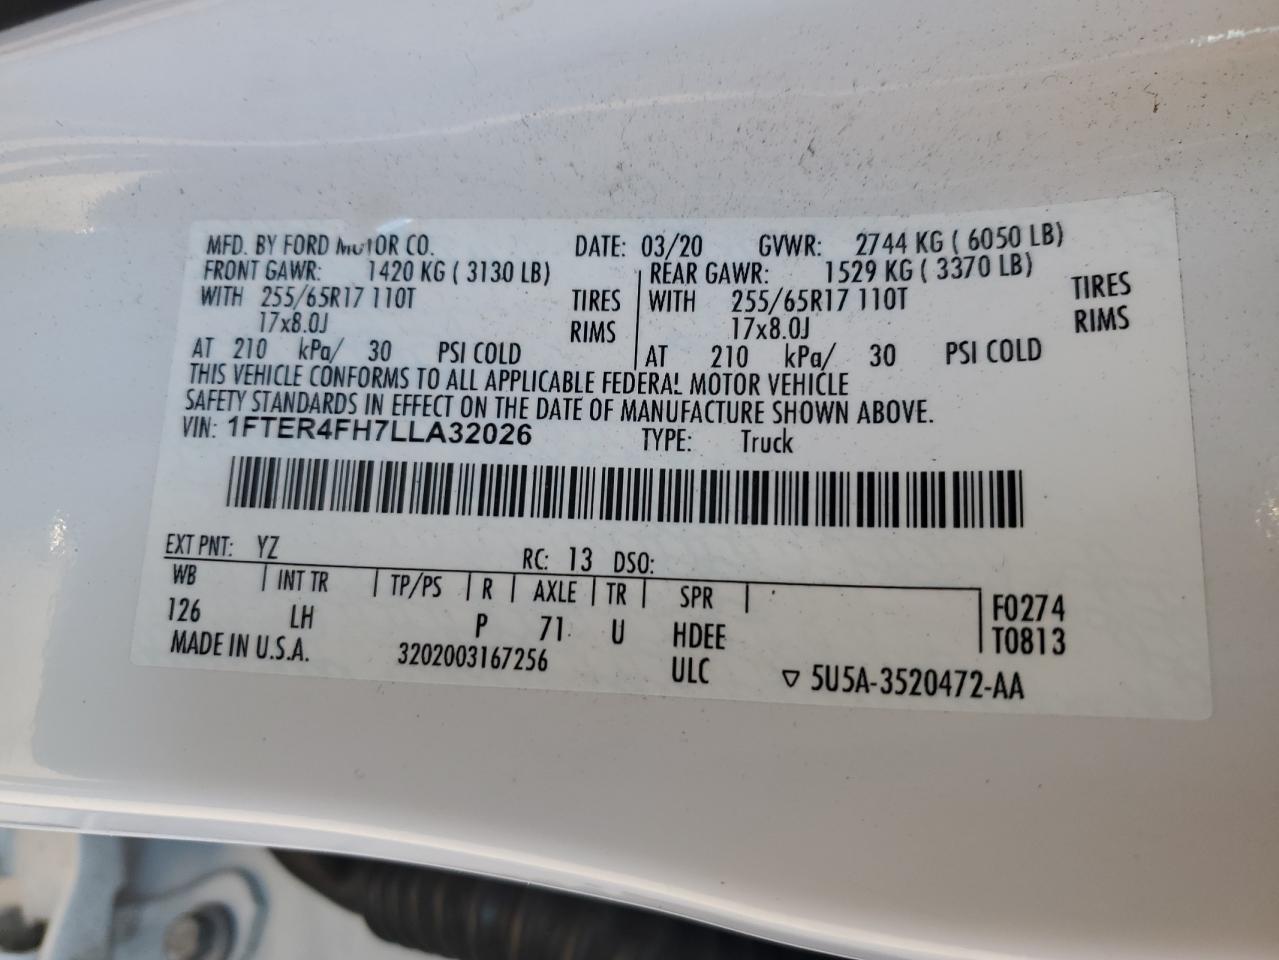 MFD. BY FORD MOTOR CO. DATE: 03/20 GVWR: 2744 KG ( 6050 LB)
FRONT GAWR: 1420 KG ( 3130 LB) REAR GAWR: 1529 KG ( 3370 LB)
WITH 255/65R17 110T TIRES WITH 255/65R17 110T TIRES
17x8.0J RIMS 17x8.0J RIMS
AT 210 kPa/ 30 PSI COLD AT 210 kPa/ 30 PSI COLD
THIS VEHICLE CONFORMS TO ALL APPLICABLE FEDERAL MOTOR VEHICLE
SAFETY STANDARDS IN EFFECT ON THE DATE OF MANUFACTURE SHOWN ABOVE.
VIN: 1FTER4FH7LLA32026 TYPE: Truck
EXT PNT: YZ RC: 13 DSO:
WB INT TR TP/PS R AXLE TR SPR F0274
126 LH P 71 U HDEE T0813
MADE IN U.S.A. 3202003167256 ULC ▽ 5U5A-3520472-AA